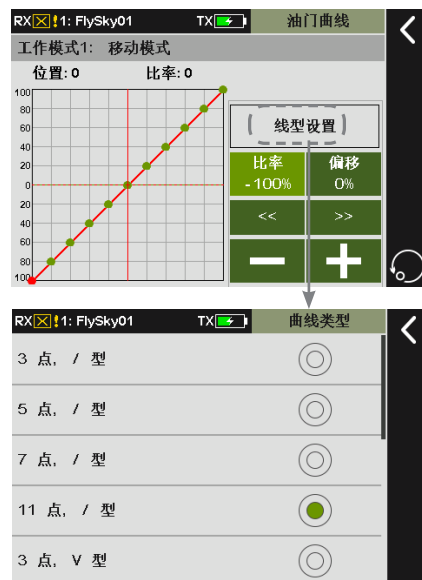 RX !1: FlySky01 TX 油门曲线
工作模式1: 移动模式
位置: 0 比率: 0
100
80
60
40
20
0
20
40
60
80
100
线型设置
比率 偏移
-100% 0%
<< >>
− +
RX !1: FlySky01 TX 曲线类型
3 点, / 型
5 点, / 型
7 点, / 型
11 点, / 型
3 点, V 型